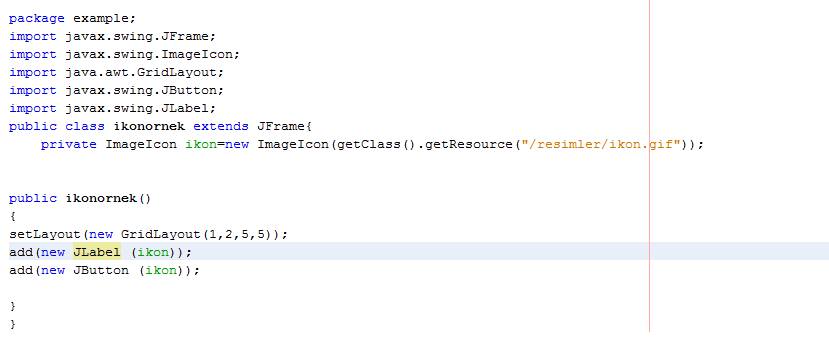 package example;
import javax.swing.JFrame;
import javax.swing.ImageIcon;
import java.awt.GridLayout;
import javax.swing.JButton;
import javax.swing.JLabel;
public class ikonornek extends JFrame{
    private ImageIcon ikon=new ImageIcon(getClass().getResource("/resimler/ikon.gif"));
public ikonornek()
{
setLayout(new GridLayout(1,2,5,5));
add(new JLabel (ikon));
add(new JButton (ikon));
}
}